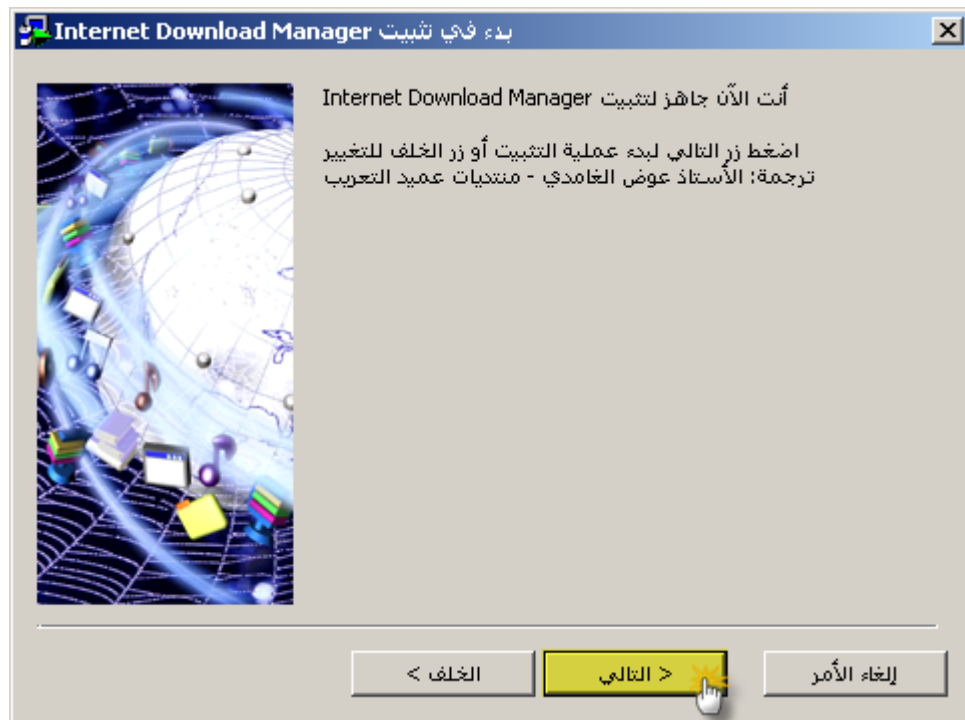 بدء في تثبيت Internet Download Manager
أنت الآن جاهز لتثبيت Internet Download Manager
اضغط زر التالي لبدء عملية التثبيت أو زر الخلف للتغيير
ترجمة: الأستاذ عوض الغامدي - منتديات عميد التعريب
الخلف >
< التالي
إلغاء الأمر